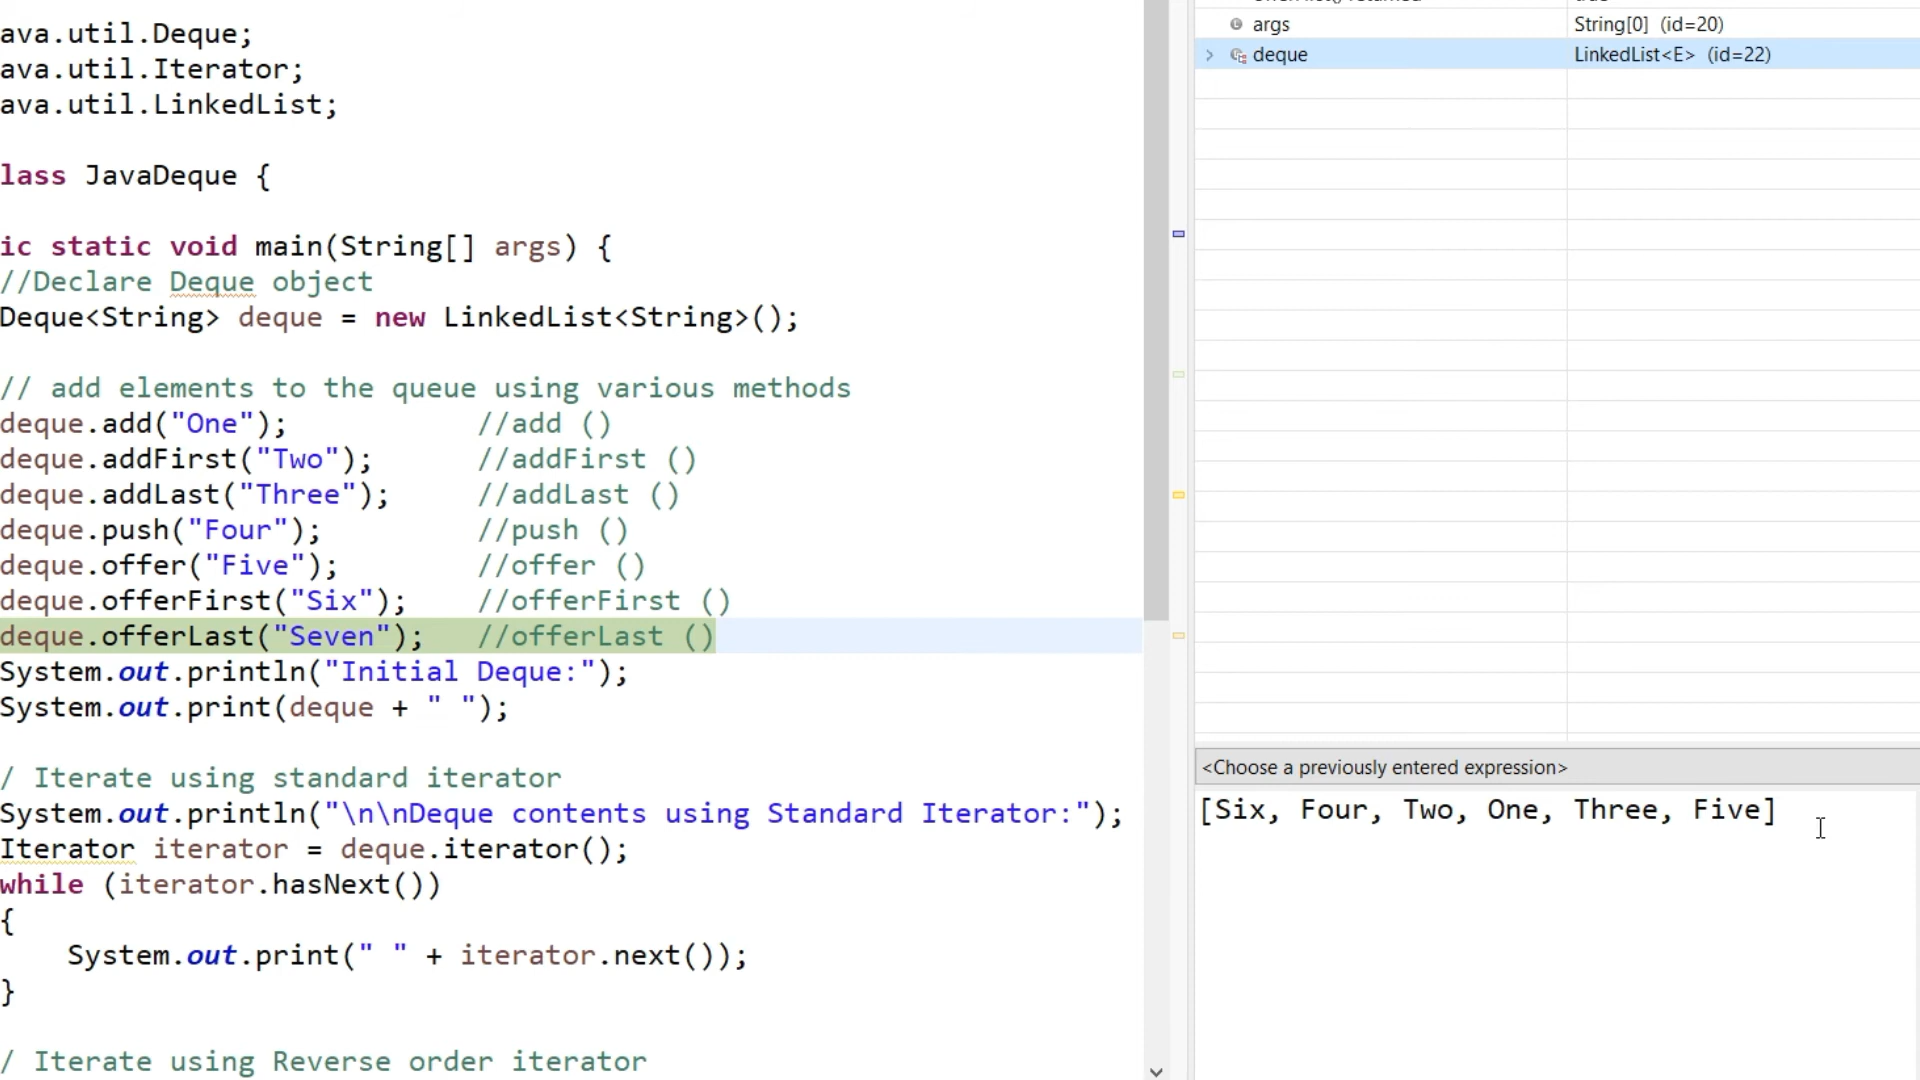 ava.util.Deque;
ava.util.Iterator;
ava.util.LinkedList;
lass JavaDeque {
ic static void main(String[] args) {
//Declare Deque object
Deque<String> deque = new LinkedList<String>();
// add elements to the queue using various methods
deque.add("One"); //add ()
deque.addFirst("Two"); //addFirst ()
deque.addLast("Three"); //addLast ()
deque.push("Four"); //push ()
deque.offer("Five"); //offer ()
deque.offerFirst("Six"); //offerFirst ()
deque.offerLast("Seven"); //offerLast ()
System.out.println("Initial Deque:");
System.out.print(deque + " ");
/ Iterate using standard iterator
System.out.println("\n\nDeque contents using Standard Iterator:");
Iterator iterator = deque.iterator();
while (iterator.hasNext())
{
System.out.print(" " + iterator.next());
}
/ Iterate using Reverse order iterator
args String[0] (id=20)
deque LinkedList<E> (id=22)
<Choose a previously entered expression>
[Six, Four, Two, One, Three, Five]